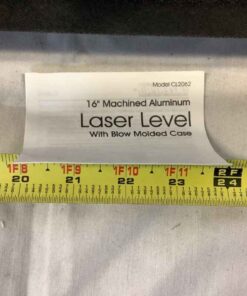 Model CL2062
16" Machined Aluminum
Laser Level
With Blow Molded Case
1F8 1F9 1F10 1F11 2F
20 21 22 23 24